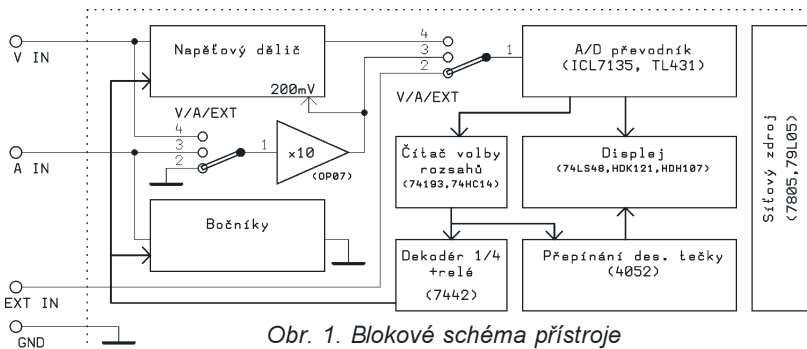 V IN
A IN
EXT IN
GND
Napěťový dělič
200mV
V/A/EXT
4
3
2
1
×10
(OP07)
Bočníky
4
3
2
1
V/A/EXT
A/D převodník
(ICL7135, TL431)
Čítač volby
rozsahů
(74193,74HC14)
Displej
(74LS48,HDK121,HDH107)
Dekodér 1/4
+relé
(7442)
Přepínání des. tečky
(4052)
Síťový zdroj
(7805,79L05)
Obr. 1. Blokové schéma přístroje